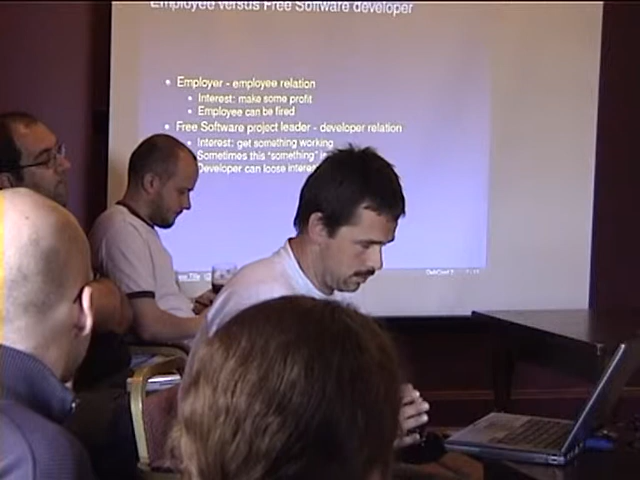 Employee versus Free Software developer
Employer - employee relation
Interest: make some profit
Employee can be fired
Free Software project leader - developer relation
Interest: get something working
Sometimes this "something"
Developer can loose